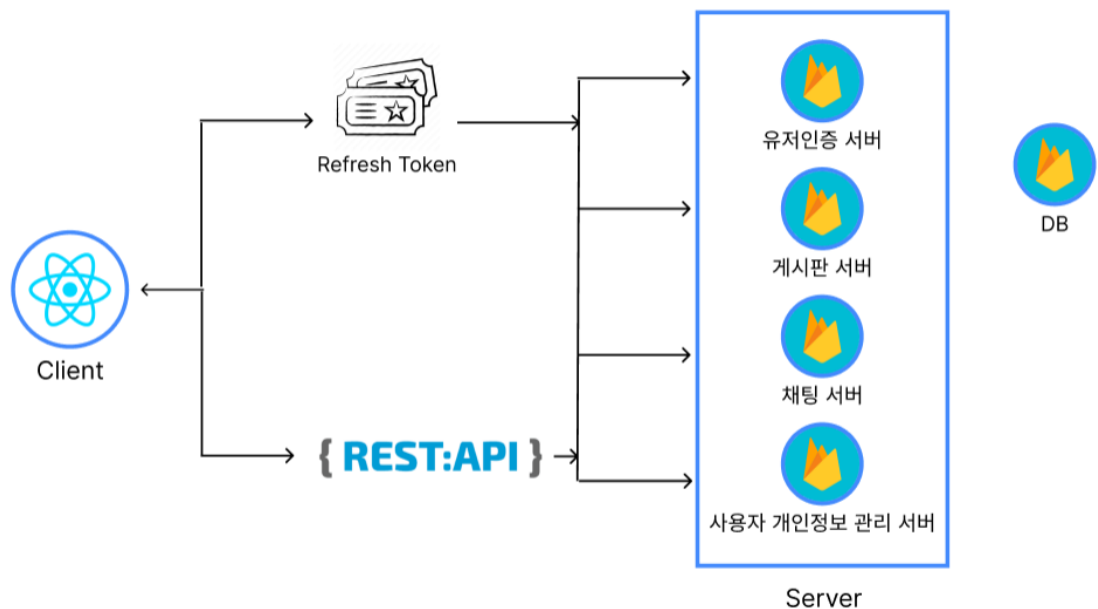 Refresh Token
유저인증 서버
DB
게시판 서버
Client
채팅 서버
{ REST:API }
사용자 개인정보 관리 서버
Server